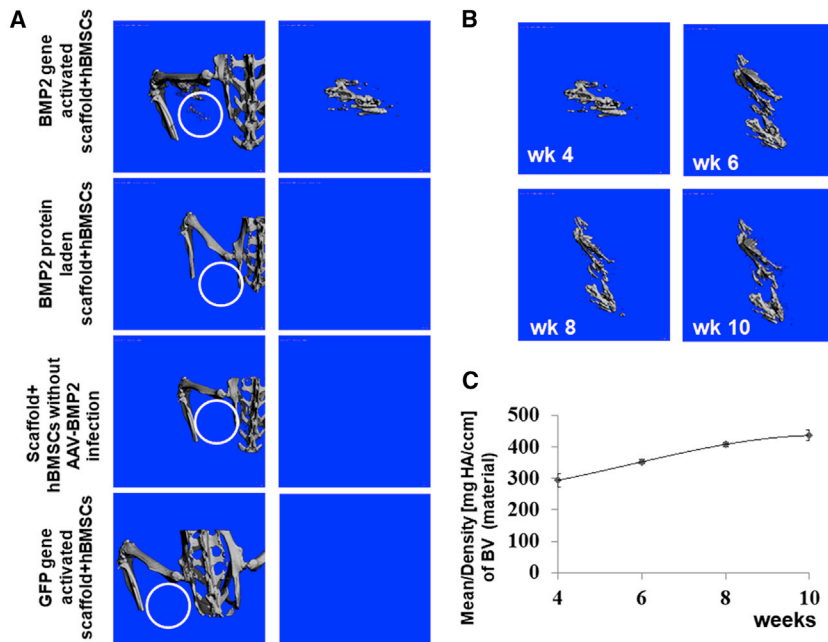 A
BMP2 gene
activated
scaffold+hBMSCs
BMP2 protein
laden
scaffold+hBMSCs
Scaffold+
hBMSCs without
AAV-BMP2
infection
GFP gene
activated
scaffold+hBMSCs
B
wk 4
wk 6
wk 8
wk 10
C
Mean/Density [mg HA/ccm]
of BV (material)
500
400
300
200
100
0
4
6
8
10
weeks